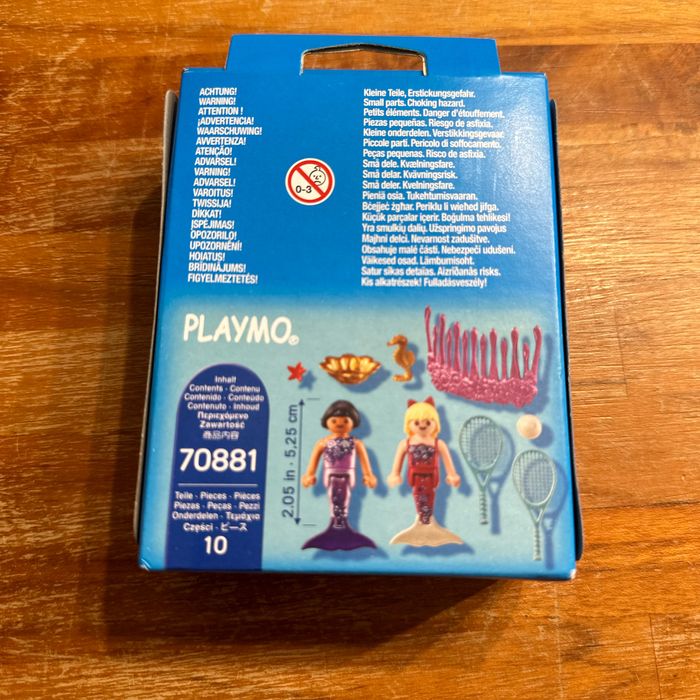 ACHTUNG!
WARNING!
ATTENTION !
¡ADVERTENCIA!
WAARSCHUWING!
AVVERTENZA!
ATENÇÃO!
ADVARSEL!
VARNING!
ADVARSEL!
VAROITUS!
TWISSIJA!
DİKKAT!
ĮSPĖJIMAS!
OPOZORILO!
UPOZORNĚNÍ!
HOIATUS!
BRĪDINĀJUMS!
FIGYELMEZTETÉS!
0-3
Kleine Teile, Erstickungsgefahr.
Small parts. Choking hazard.
Petits éléments. Danger d'étouffement.
Piezas pequeñas. Riesgo de asfixia.
Kleine onderdelen. Verstikkingsgevaar.
Piccole parti. Pericolo di soffocamento.
Peças pequenas. Risco de asfixia.
Små dele. Kvælningsfare.
Små delar. Kvävningsrisk.
Små deler. Kvelningsfare.
Pieniä osia. Tukehtumisvaaran.
Bċejjeċ żgħar. Periklu li wieħed jifga.
Küçük parçalar içerir. Boğulma tehlikesi!
Yra smulkių dalių. Užspringimo pavojus
Majhni delci. Nevarnost zadušitve.
Obsahuje malé části. Nebezpečí udušení.
Väikesed osad. Lämbumisoht.
Satur sīkas detaļas. Aizrīšanās risks.
Kis alkatrészek! Fulladásveszély!
PLAYMO®
Inhalt
Contents · Contenu
Contenido · Conteúdo
Contenuto · Inhoud
Περιεχόμενο
Zawartość
商品内容
70881
Teile · Pieces · Pièces
Piezas · Peças · Pezzi
Onderdelen · Τεμάχια
Części · ピース
10
2,05 in · 5,25 cm